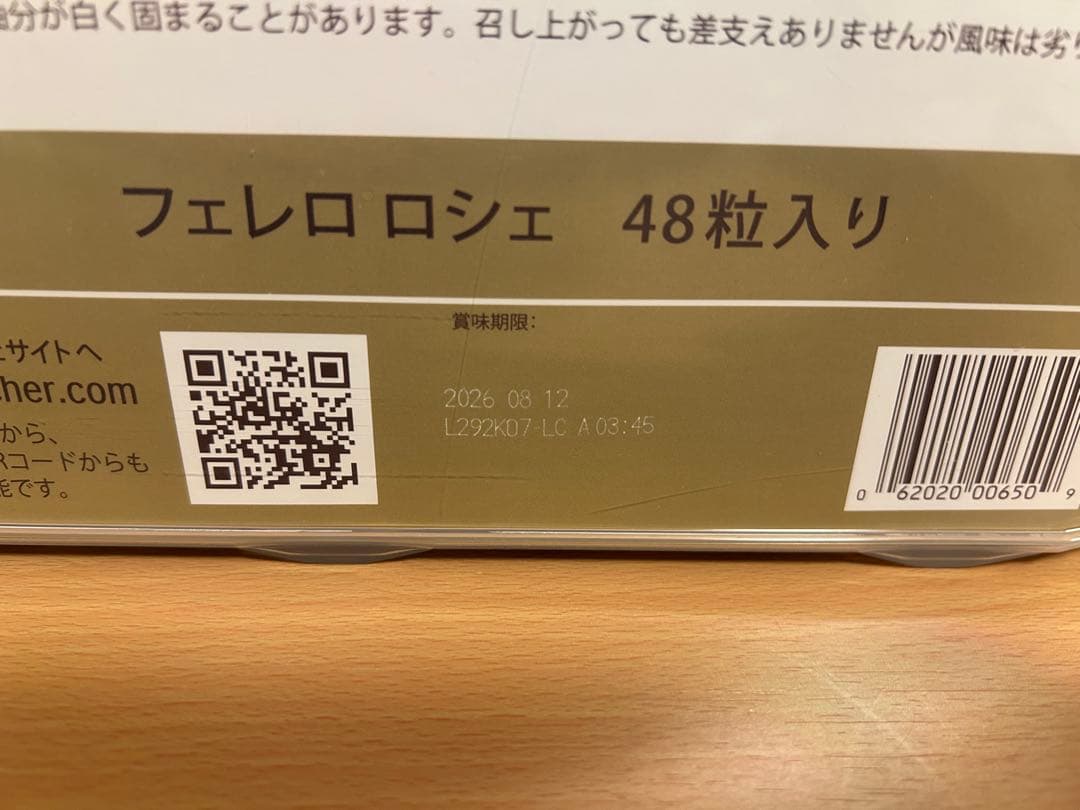 分が白く固まることがあります。召し上がっても差支えありませんが風味は劣
フェレロ ロシェ 48粒入り
賞味期限:
サイトへ
cher.com
から、
Rコードからも
能です。
2026 08 12
L292K07-LC A 03:45
0 62020 00650 9